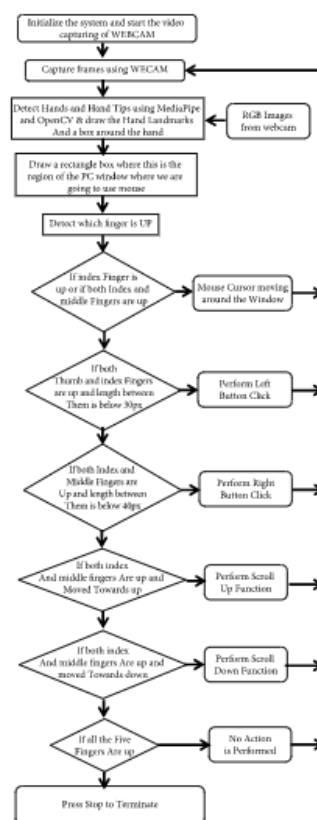 Initialize the system and start the video
capturing of WEBCAM
Capture frames using WECAM
Detect Hands and Hand Tips using MediaPipe
and OpenCV & draw the Hand Landmarks
And a box around the hand
RGB Images
from webcam
Draw a rectangle box where this is the
region of the PC window where we are
going to use mouse
Detect which finger is UP
If index Finger is
up or if both Index and
middle Fingers are up
Mouse Cursor moving
around the Window
If both
Thumb and index Fingers
are up and length between
Them is below 30px
Perform Left
Button Click
If both Index and
Middle Fingers are
Up and length between
Them is below 40px
Perform Right
Button Click
If both index
And middle fingers Are up and
Moved Towards up
Perform Scroll
Up Function
If both index
And middle fingers Are up and
moved Towards down
Perform Scroll
Down Function
If all the Five
Fingers Are up
No Action
is Performed
Press Stop to Terminate